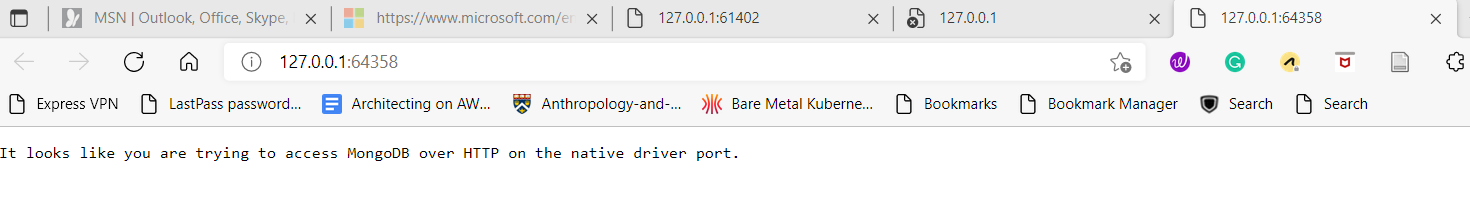 MSN | Outlook, Office, Skype, https://www.microsoft.com/en 127.0.0.1:61402 127.0.0.1 127.0.0.1:64358
127.0.0.1:64358
Express VPN LastPass password... Architecting on AW... Anthropology-and-... Bare Metal Kuberne... Bookmarks Bookmark Manager Search Search
It looks like you are trying to access MongoDB over HTTP on the native driver port.